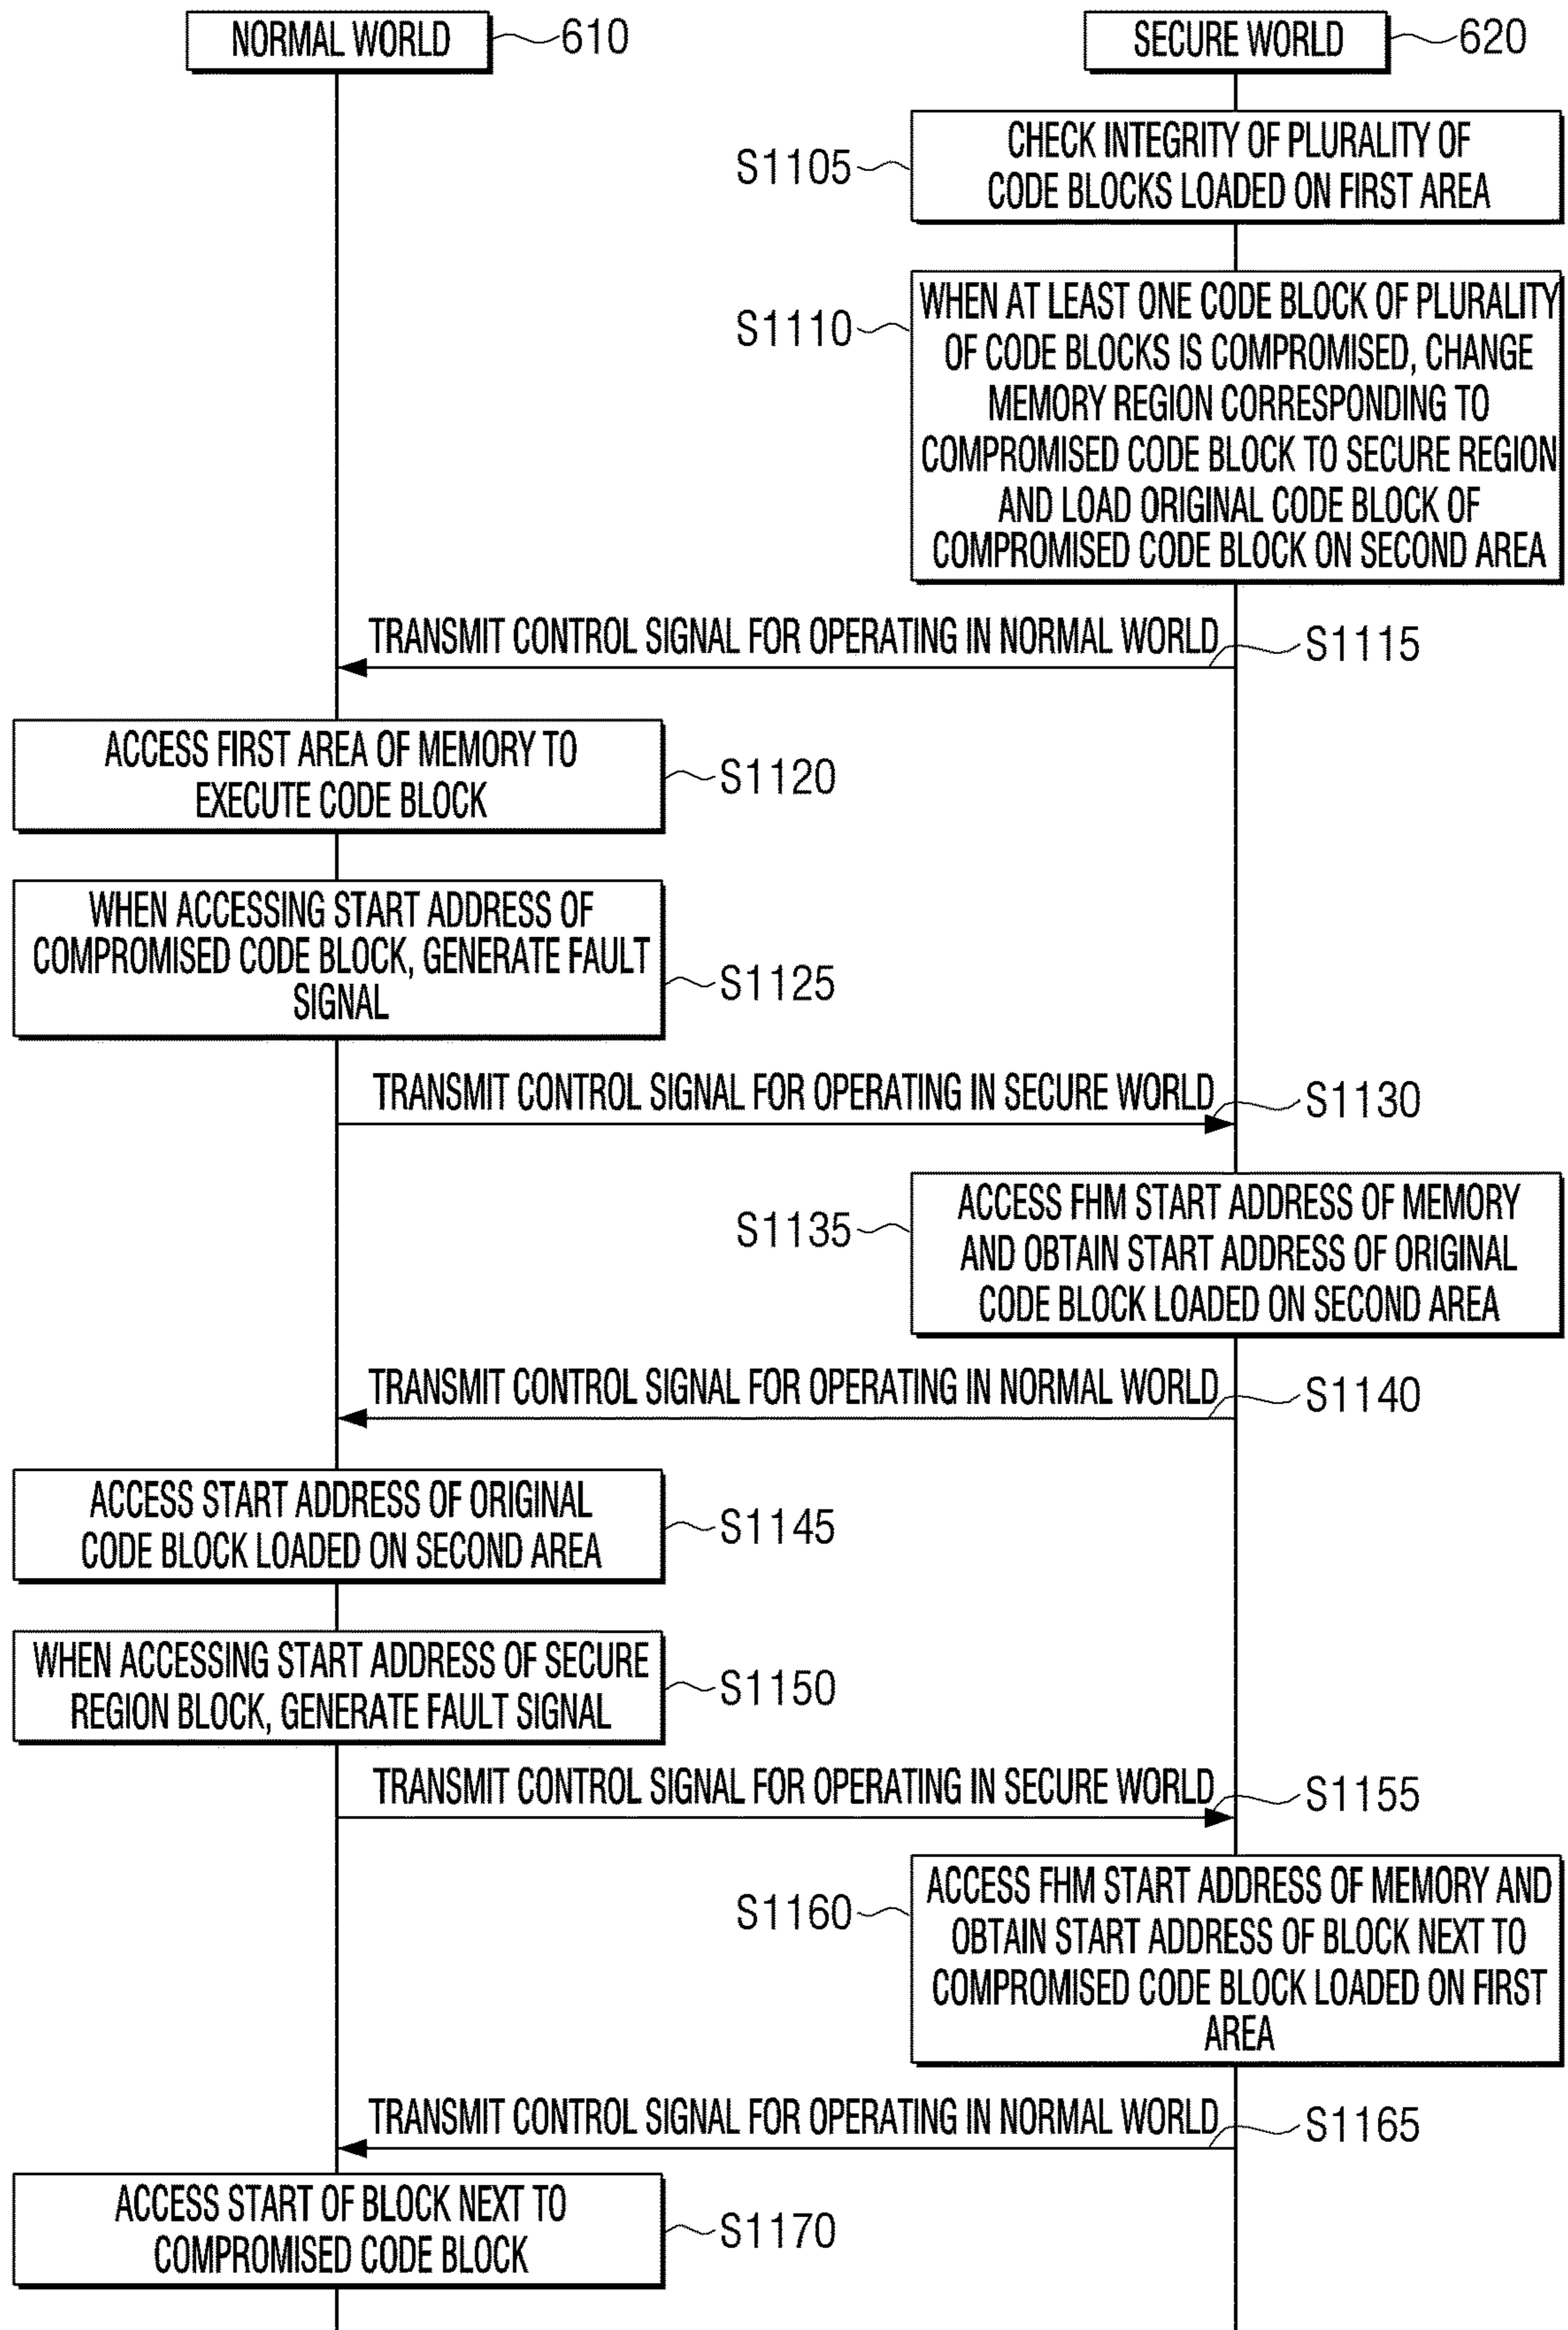 NORMAL WORLD
610
SECURE WORLD
620
S1105
CHECK INTEGRITY OF PLURALITY OF
CODE BLOCKS LOADED ON FIRST AREA
S1110
WHEN AT LEAST ONE CODE BLOCK OF PLURALITY
OF CODE BLOCKS IS COMPROMISED, CHANGE
MEMORY REGION CORRESPONDING TO
COMPROMISED CODE BLOCK TO SECURE REGION
AND LOAD ORIGINAL CODE BLOCK OF
COMPROMISED CODE BLOCK ON SECOND AREA
TRANSMIT CONTROL SIGNAL FOR OPERATING IN NORMAL WORLD
S1115
ACCESS FIRST AREA OF MEMORY TO
EXECUTE CODE BLOCK
S1120
WHEN ACCESSING START ADDRESS OF
COMPROMISED CODE BLOCK, GENERATE FAULT
SIGNAL
S1125
TRANSMIT CONTROL SIGNAL FOR OPERATING IN SECURE WORLD
S1130
S1135
ACCESS FHM START ADDRESS OF MEMORY
AND OBTAIN START ADDRESS OF ORIGINAL
CODE BLOCK LOADED ON SECOND AREA
TRANSMIT CONTROL SIGNAL FOR OPERATING IN NORMAL WORLD
S1140
ACCESS START ADDRESS OF ORIGINAL
CODE BLOCK LOADED ON SECOND AREA
S1145
WHEN ACCESSING START ADDRESS OF SECURE
REGION BLOCK, GENERATE FAULT SIGNAL
S1150
TRANSMIT CONTROL SIGNAL FOR OPERATING IN SECURE WORLD
S1155
S1160
ACCESS FHM START ADDRESS OF MEMORY AND
OBTAIN START ADDRESS OF BLOCK NEXT TO
COMPROMISED CODE BLOCK LOADED ON FIRST
AREA
TRANSMIT CONTROL SIGNAL FOR OPERATING IN NORMAL WORLD
S1165
ACCESS START OF BLOCK NEXT TO
COMPROMISED CODE BLOCK
S1170